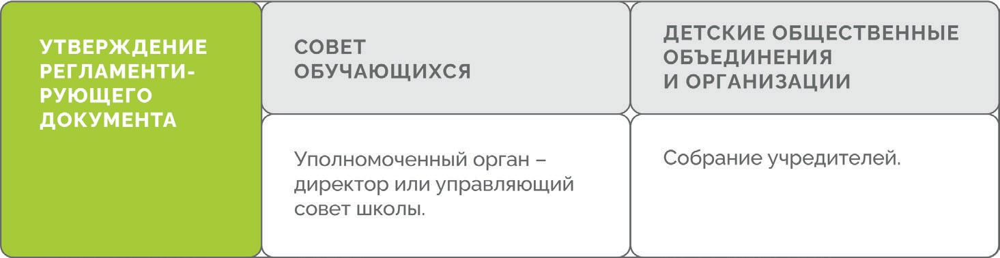 УТВЕРЖДЕНИЕ
РЕГЛАМЕНТИ-
РУЮЩЕГО
ДОКУМЕНТА
СОВЕТ
ОБУЧАЮЩИХСЯ
ДЕТСКИЕ ОБЩЕСТВЕННЫЕ
ОБЪЕДИНЕНИЯ
И ОРГАНИЗАЦИИ
Уполномоченный орган –
директор или управляющий
совет школы.
Собрание учредителей.